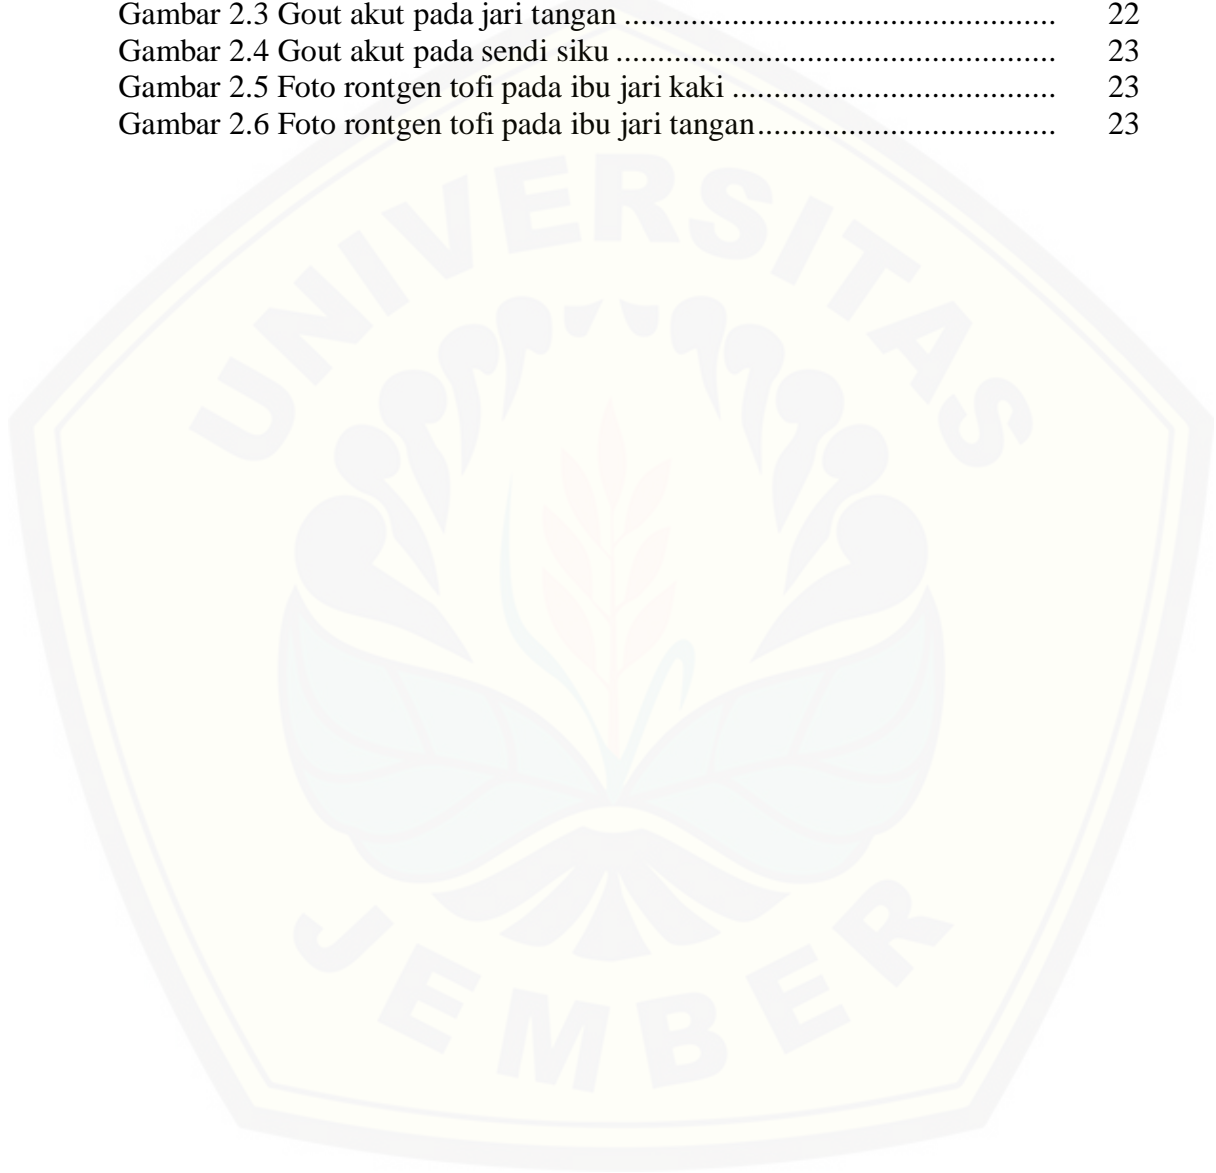 Gambar 2.3 Gout akut pada jari tangan .................................................... 22
Gambar 2.4 Gout akut pada sendi siku ..................................................... 23
Gambar 2.5 Foto rontgen tofi pada ibu jari kaki ....................................... 23
Gambar 2.6 Foto rontgen tofi pada ibu jari tangan.................................... 23
UNIVERSITAS
JEMBER